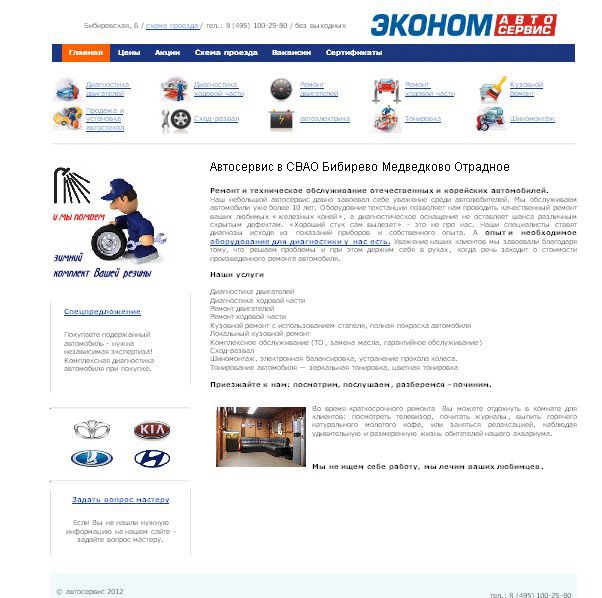 Бибиревская, 6 / схема проезда / тел.: 8 (495) 100-25-80 / без выходных
ЭКОНОМ АВТО СЕРВИС
Главная Цены Акции Схема проезда Вакансии Сертификаты
Диагностика двигателей
Диагностика ходовой части
Ремонт двигателей
Ремонт ходовой части
Кузовной ремонт
Продажа и установка автостекол
Сход-развал
автоэлектрика
Тонировка
Шиномонтаж
и мы помоем
зимний
комплект Вашей резины
Спецпредложение
Покупаете подержанный
автомобиль - нужна
независимая экспертиза!
Комплексная диагностика
автомобиля при покупке.
KIA
Задать вопрос мастеру
Если Вы не нашли нужную
информацию на нашем сайте -
задайте вопрос мастеру.
Автосервис в СВАО Бибирево Медведково Отрадное
Ремонт и техническое обслуживание отечественных и корейских автомобилей.
Наш небольшой автосервис давно завоевал себе уважение среди автолюбителей. Мы обслуживаем
автомобили уже более 10 лет. Оборудование техстанции позволяет нам проводить качественный ремонт
ваших любимых «железных коней», а диагностическое оснащение не оставляет шанса различным
скрытым дефектам. «Хороший стук сам вылезет» - это не про нас. Наши специалисты ставят
диагнозы исходя из показаний приборов и собственного опыта. А опыт и необходимое
оборудование для диагностики у нас есть. Уважение наших клиентов мы завоевали благодаря
тому, что решаем проблемы и при этом держим себя в руках, когда речь заходит о стоимости
произведенного ремонта автомобиля.
Наши услуги
Диагностика двигателей
Диагностика ходовой части
Ремонт двигателей
Ремонт ходовой части
Кузовной ремонт с использованием стапеля, полная покраска автомобиля
Локальный кузовной ремонт
Комплексное обслуживание (ТО, замена масла, гарантийное обслуживание)
Сход-развал
Шиномонтаж, электронная балансировка, устранение прокола колеса.
Тонирование автомобиля — зеркальная тонировка, цветная тонировка
Приезжайте к нам: посмотрим, послушаем, разберемся - починим.
Во время краткосрочного ремонта Вы можете отдохнуть в комнате для
клиентов: посмотреть телевизор, почитать журналы, выпить горячего
натурального молотого кофе, или заняться релаксацией, наблюдая
удивительную и размеренную жизнь обитателей нашего аквариума.
Мы не ищем себе работу, мы лечим ваших любимцев.
© автосервис 2012
тел.: 8 (495) 100-25-80